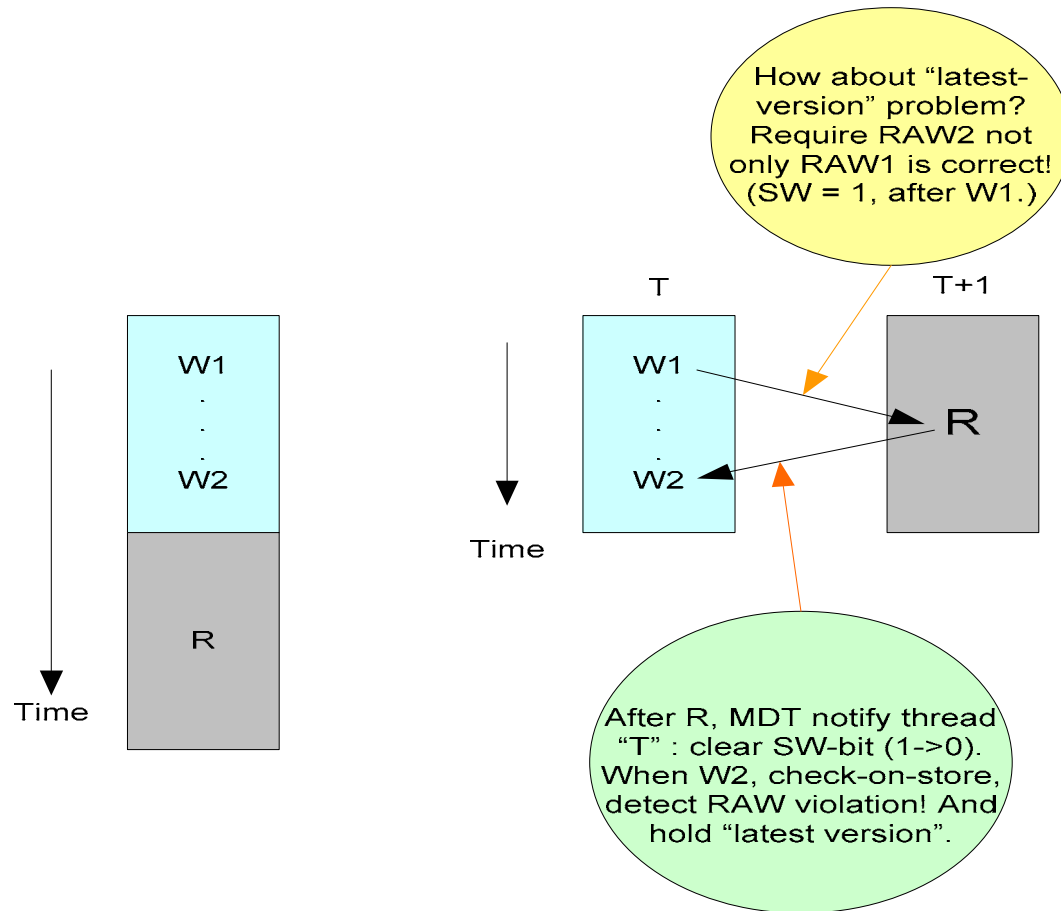 How about “latest-
version” problem?
Require RAW2 not
only RAW1 is correct!
(SW = 1, after W1.)
T
T+1
W1
.
.
.
W2
R
Time
W1
.
.
.
W2
R
Time
After R, MDT notify thread
“T” : clear SW-bit (1->0).
When W2, check-on-store,
detect RAW violation! And
hold “latest version”.